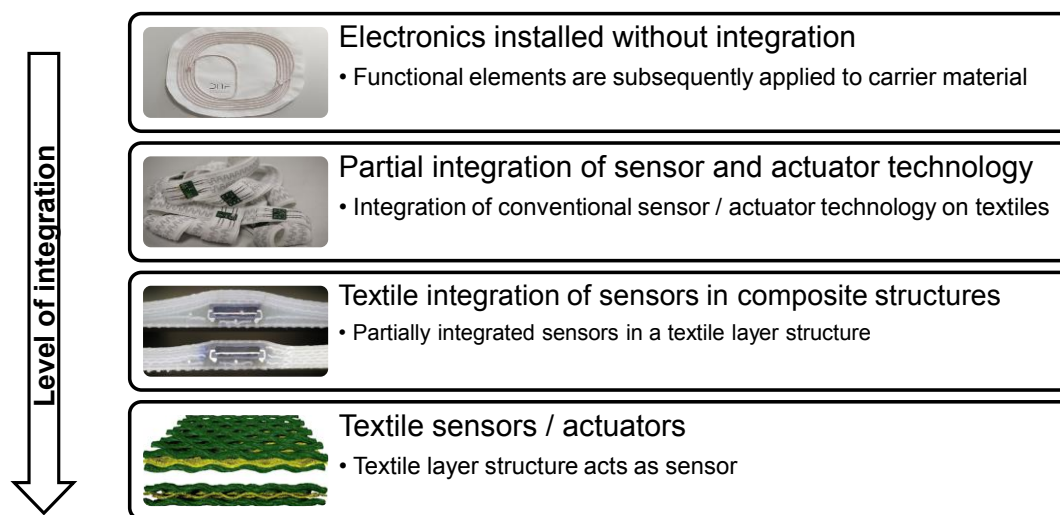 Level of integration
Electronics installed without integration
• Functional elements are subsequently applied to carrier material
Partial integration of sensor and actuator technology
• Integration of conventional sensor / actuator technology on textiles
Textile integration of sensors in composite structures
• Partially integrated sensors in a textile layer structure
Textile sensors / actuators
• Textile layer structure acts as sensor